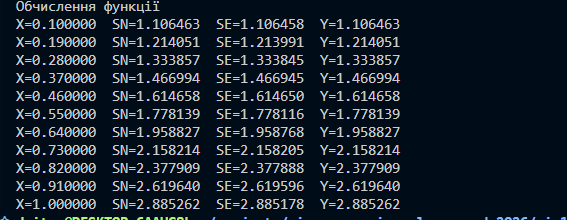 Обчислення функції
X=0.100000 SN=1.106463 SE=1.106458 Y=1.106463
X=0.190000 SN=1.214051 SE=1.213991 Y=1.214051
X=0.280000 SN=1.333857 SE=1.333845 Y=1.333857
X=0.370000 SN=1.466994 SE=1.466945 Y=1.466994
X=0.460000 SN=1.614658 SE=1.614650 Y=1.614658
X=0.550000 SN=1.778139 SE=1.778116 Y=1.778139
X=0.640000 SN=1.958827 SE=1.958768 Y=1.958827
X=0.730000 SN=2.158214 SE=2.158205 Y=2.158214
X=0.820000 SN=2.377909 SE=2.377888 Y=2.377909
X=0.910000 SN=2.619640 SE=2.619596 Y=2.619640
X=1.000000 SN=2.885262 SE=2.885178 Y=2.885262